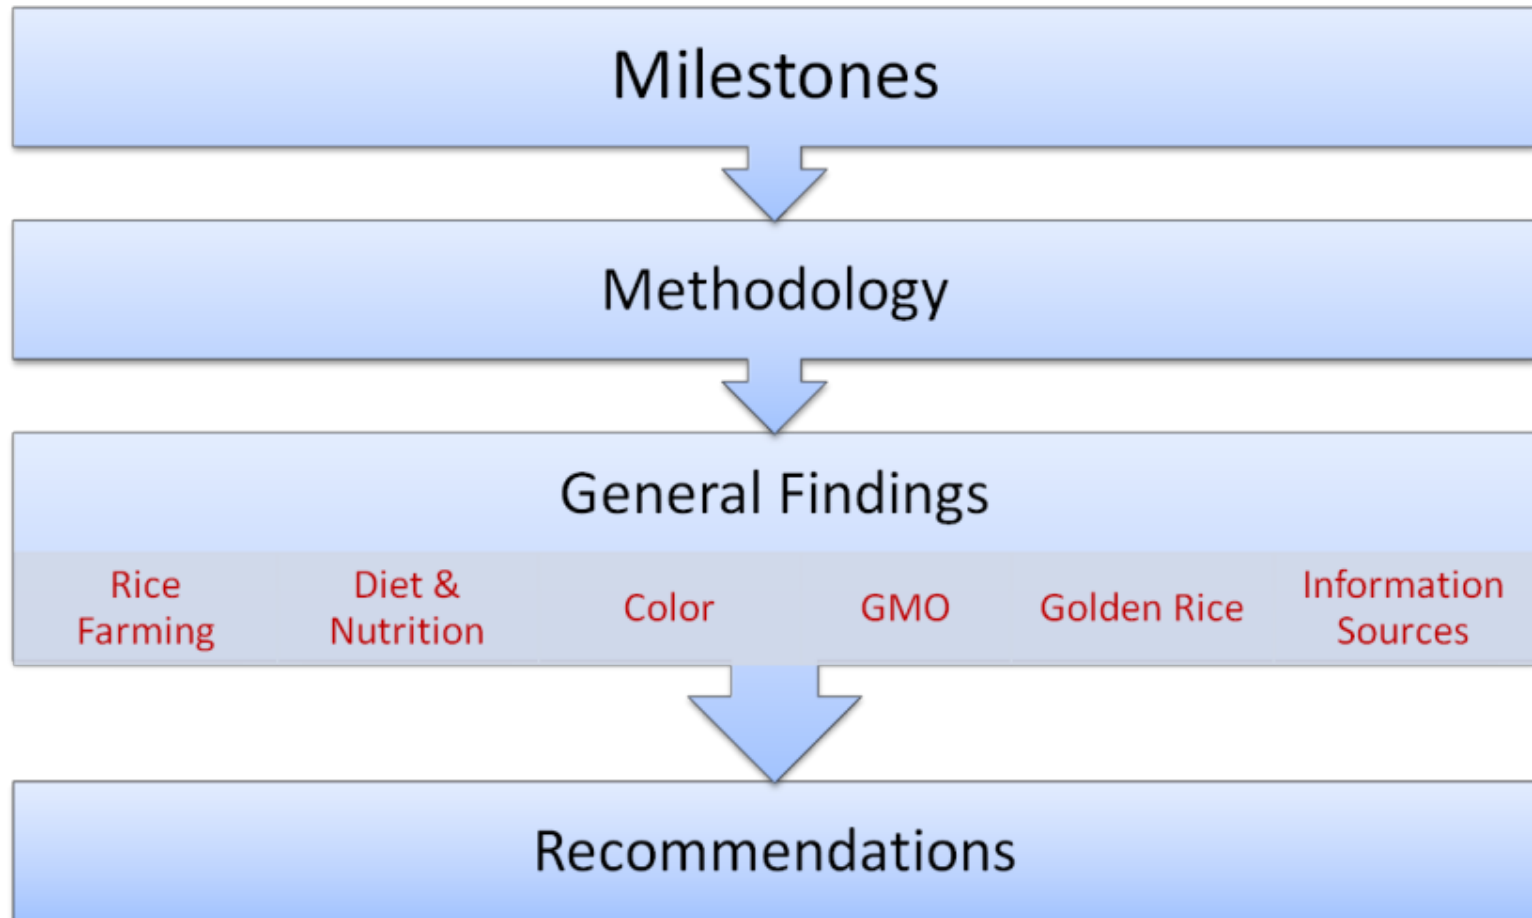 Milestones
Methodology
General Findings
Rice
Farming
Diet &
Nutrition
Color
GMO
Golden Rice
Information
Sources
Recommendations